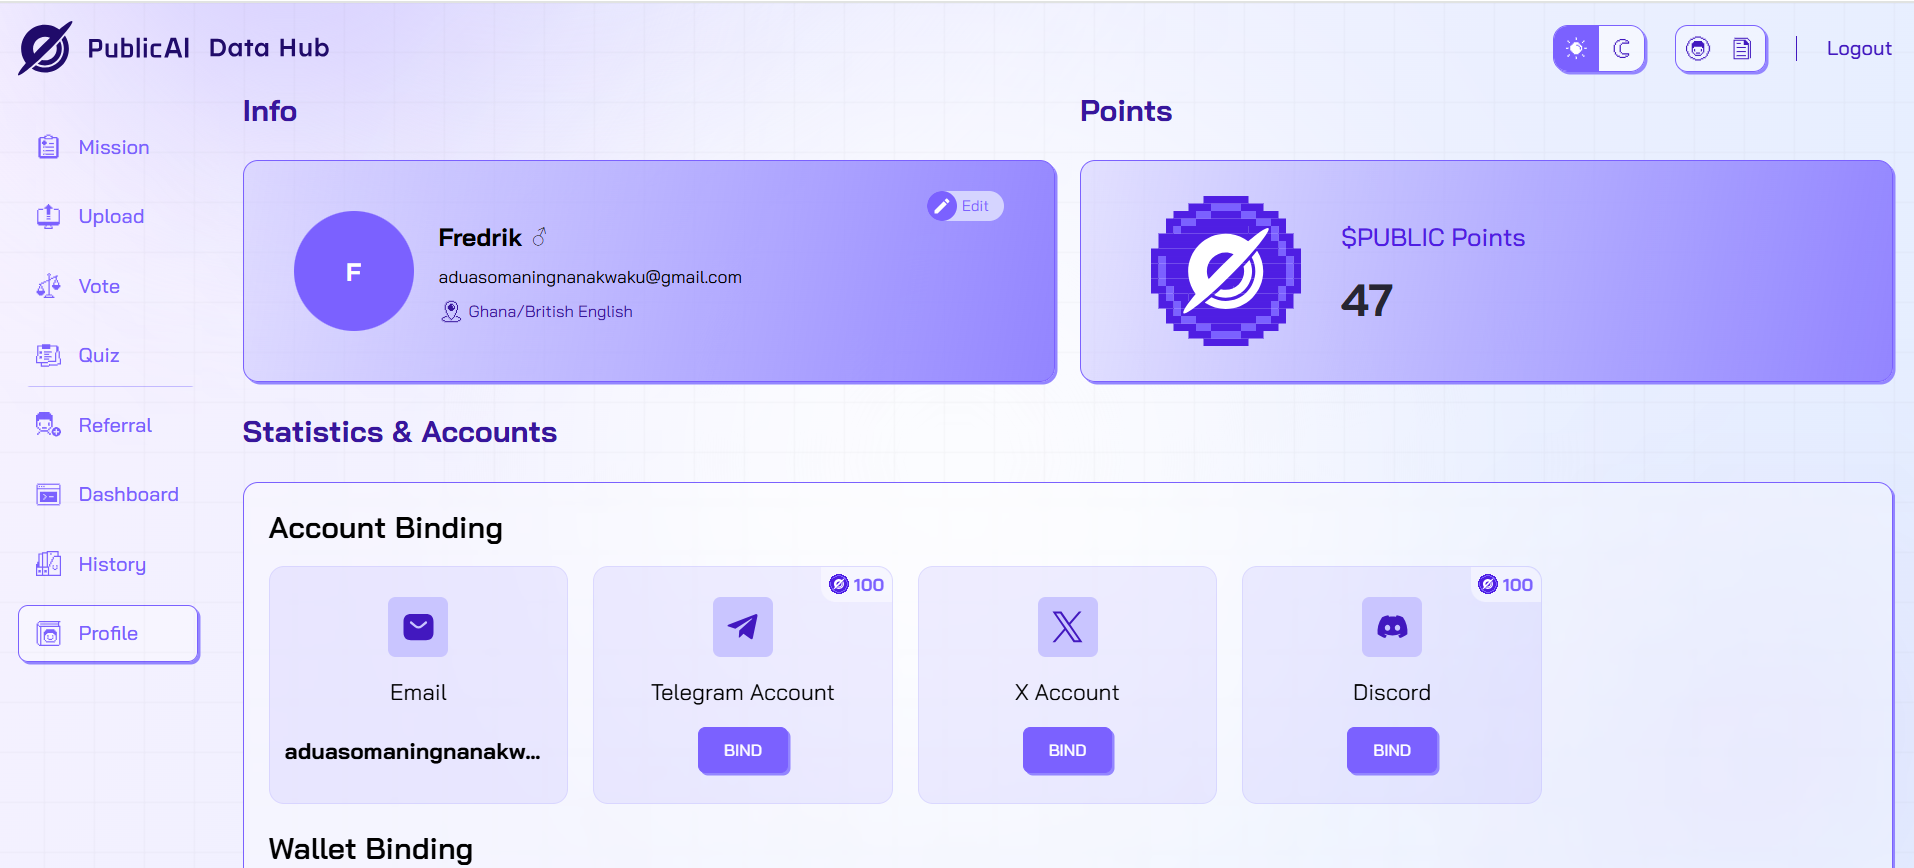 PublicAI Data Hub
Logout
Mission
Upload
Vote
Quiz
Referral
Dashboard
History
Profile
Info
F
Fredrik
aduasomaningnanakwaku@gmail.com
Ghana/British English
Edit
Points
$PUBLIC Points
47
Statistics & Accounts
Account Binding
Email
aduasomaningnanakw...
100
Telegram Account
BIND
X Account
BIND
100
Discord
BIND
Wallet Binding